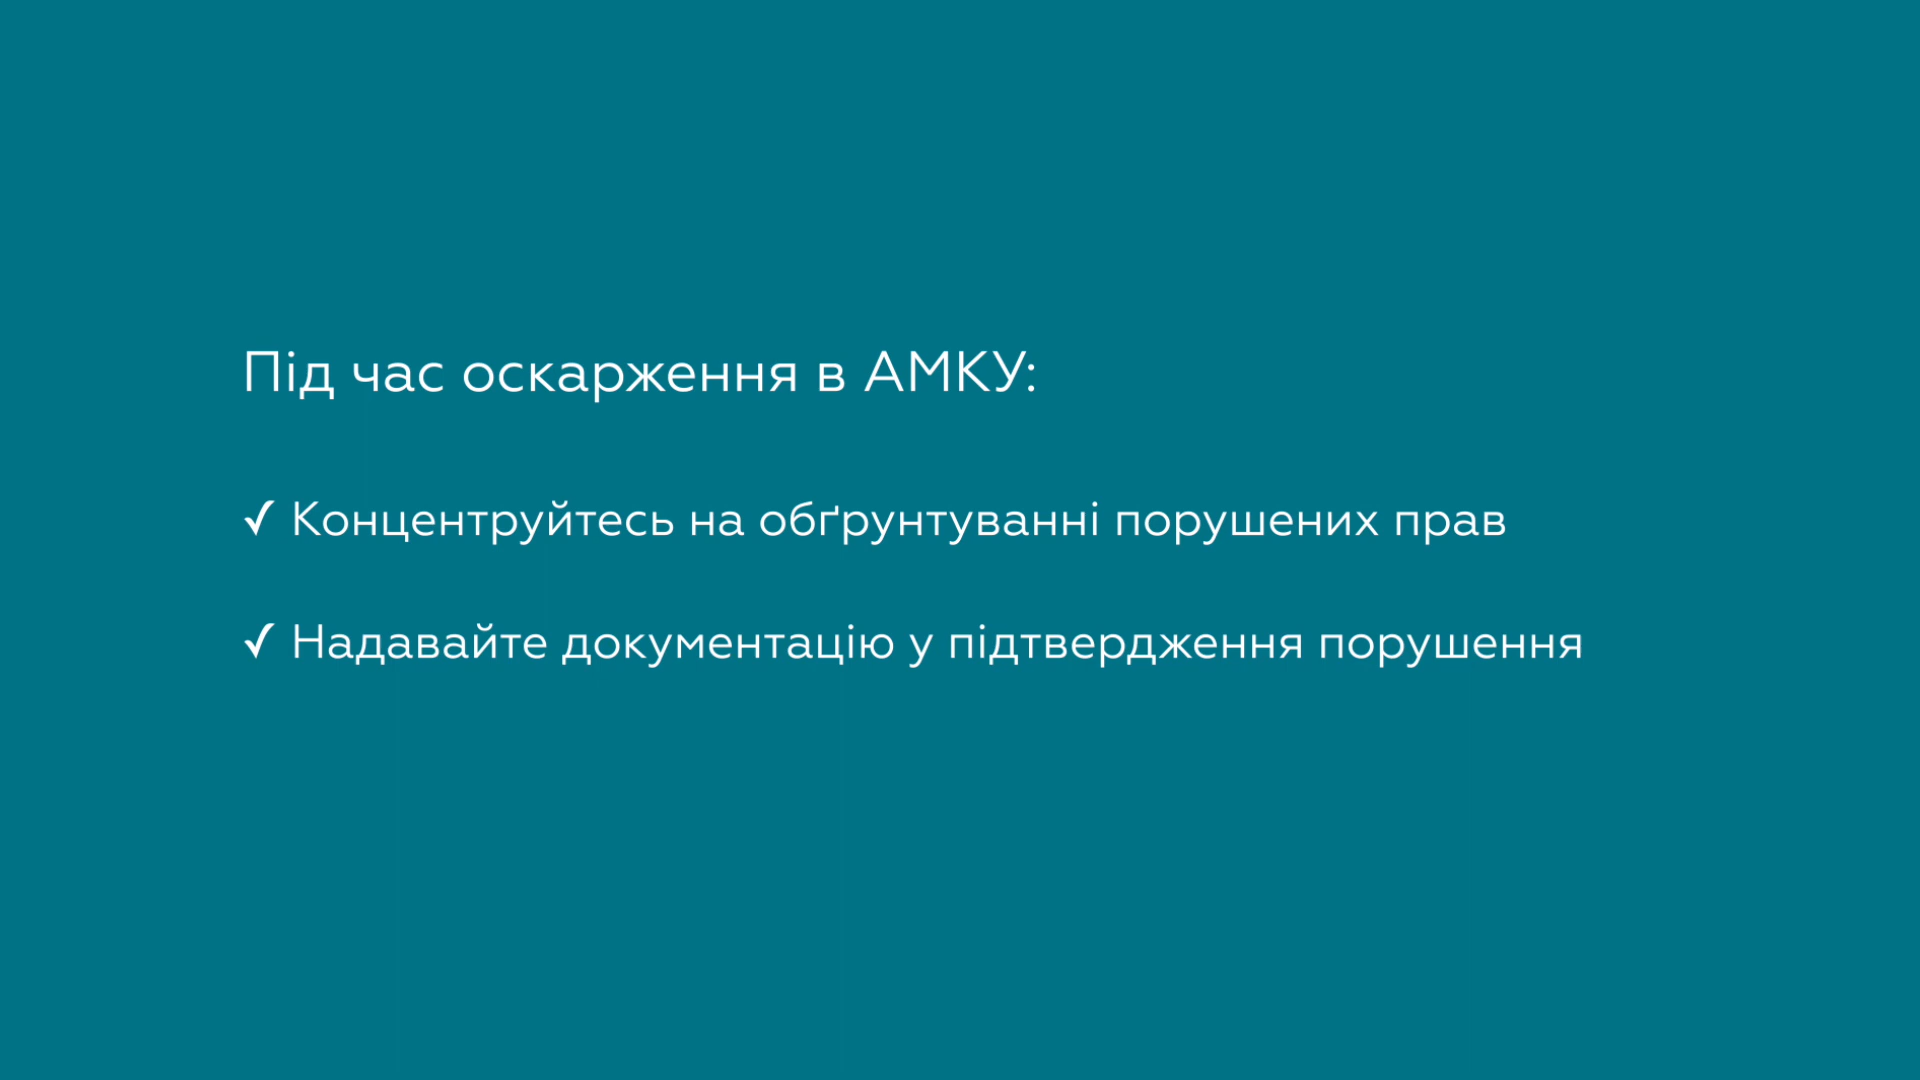 Під час оскарження в АМКУ:
✓ Концентруйтесь на обґрунтуванні порушених прав
✓ Надавайте документацію у підтвердження порушення